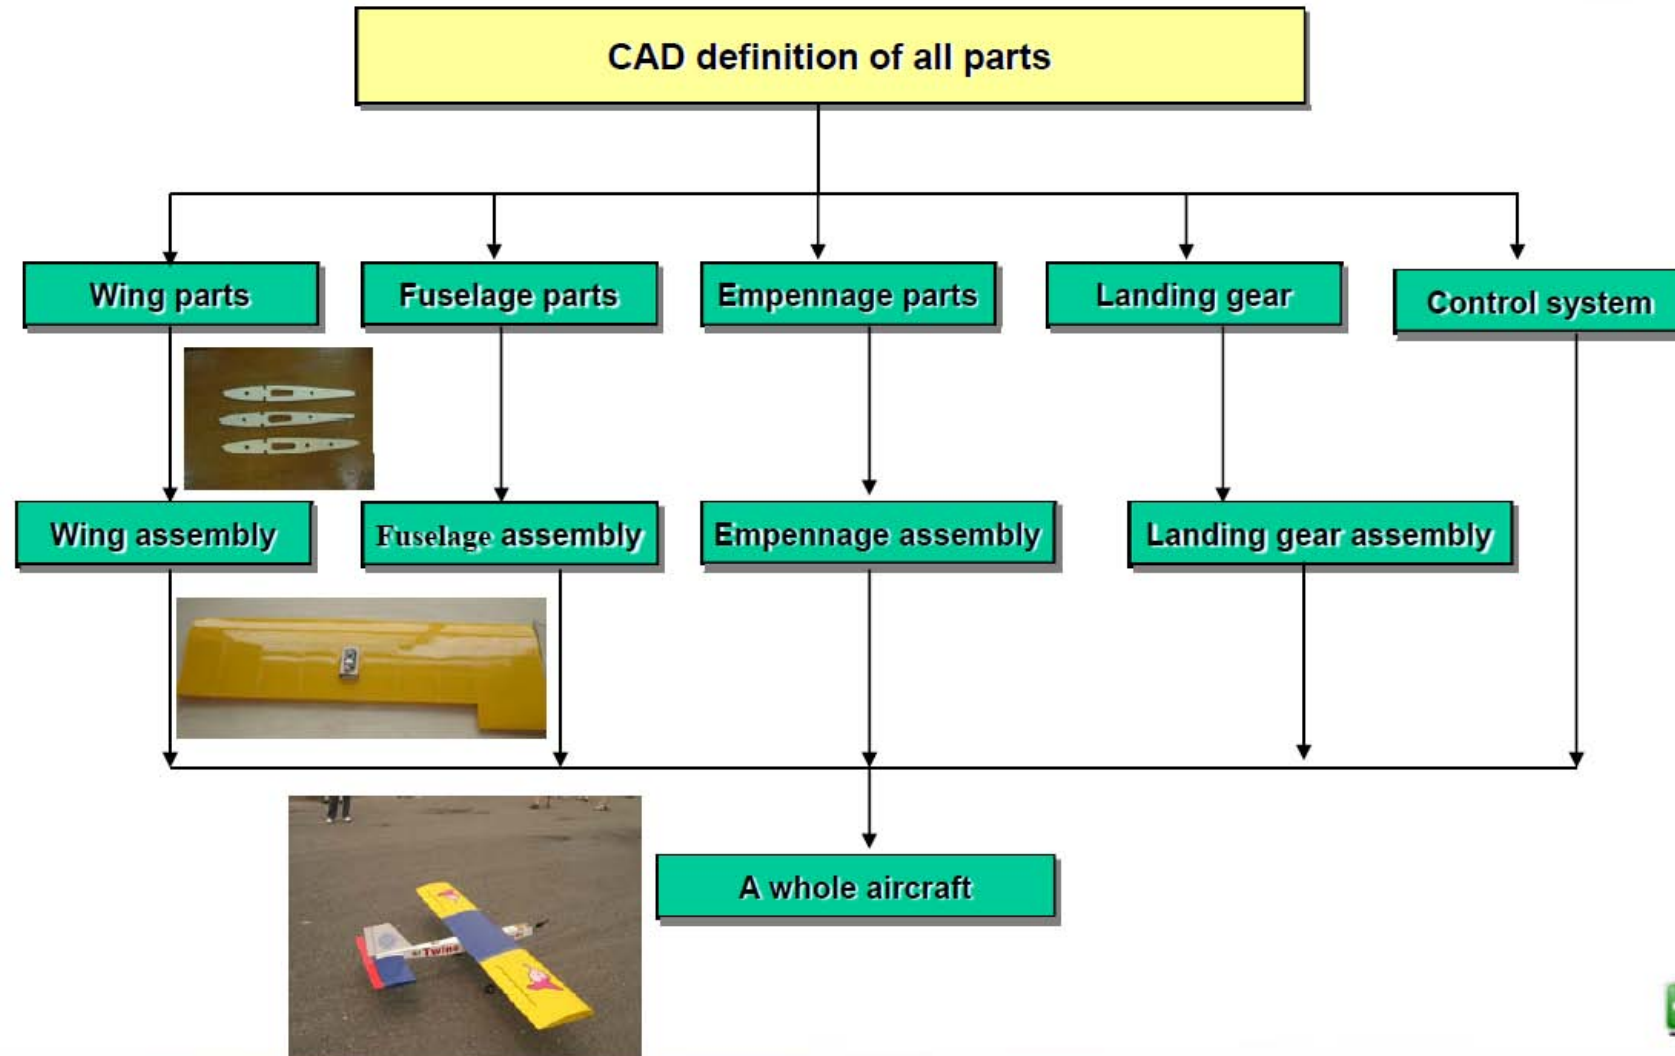 CAD definition of all parts
Wing parts
Fuselage parts
Empennage parts
Landing gear
Control system
Wing assembly
Fuselage assembly
Empennage assembly
Landing gear assembly
A whole aircraft
Twins